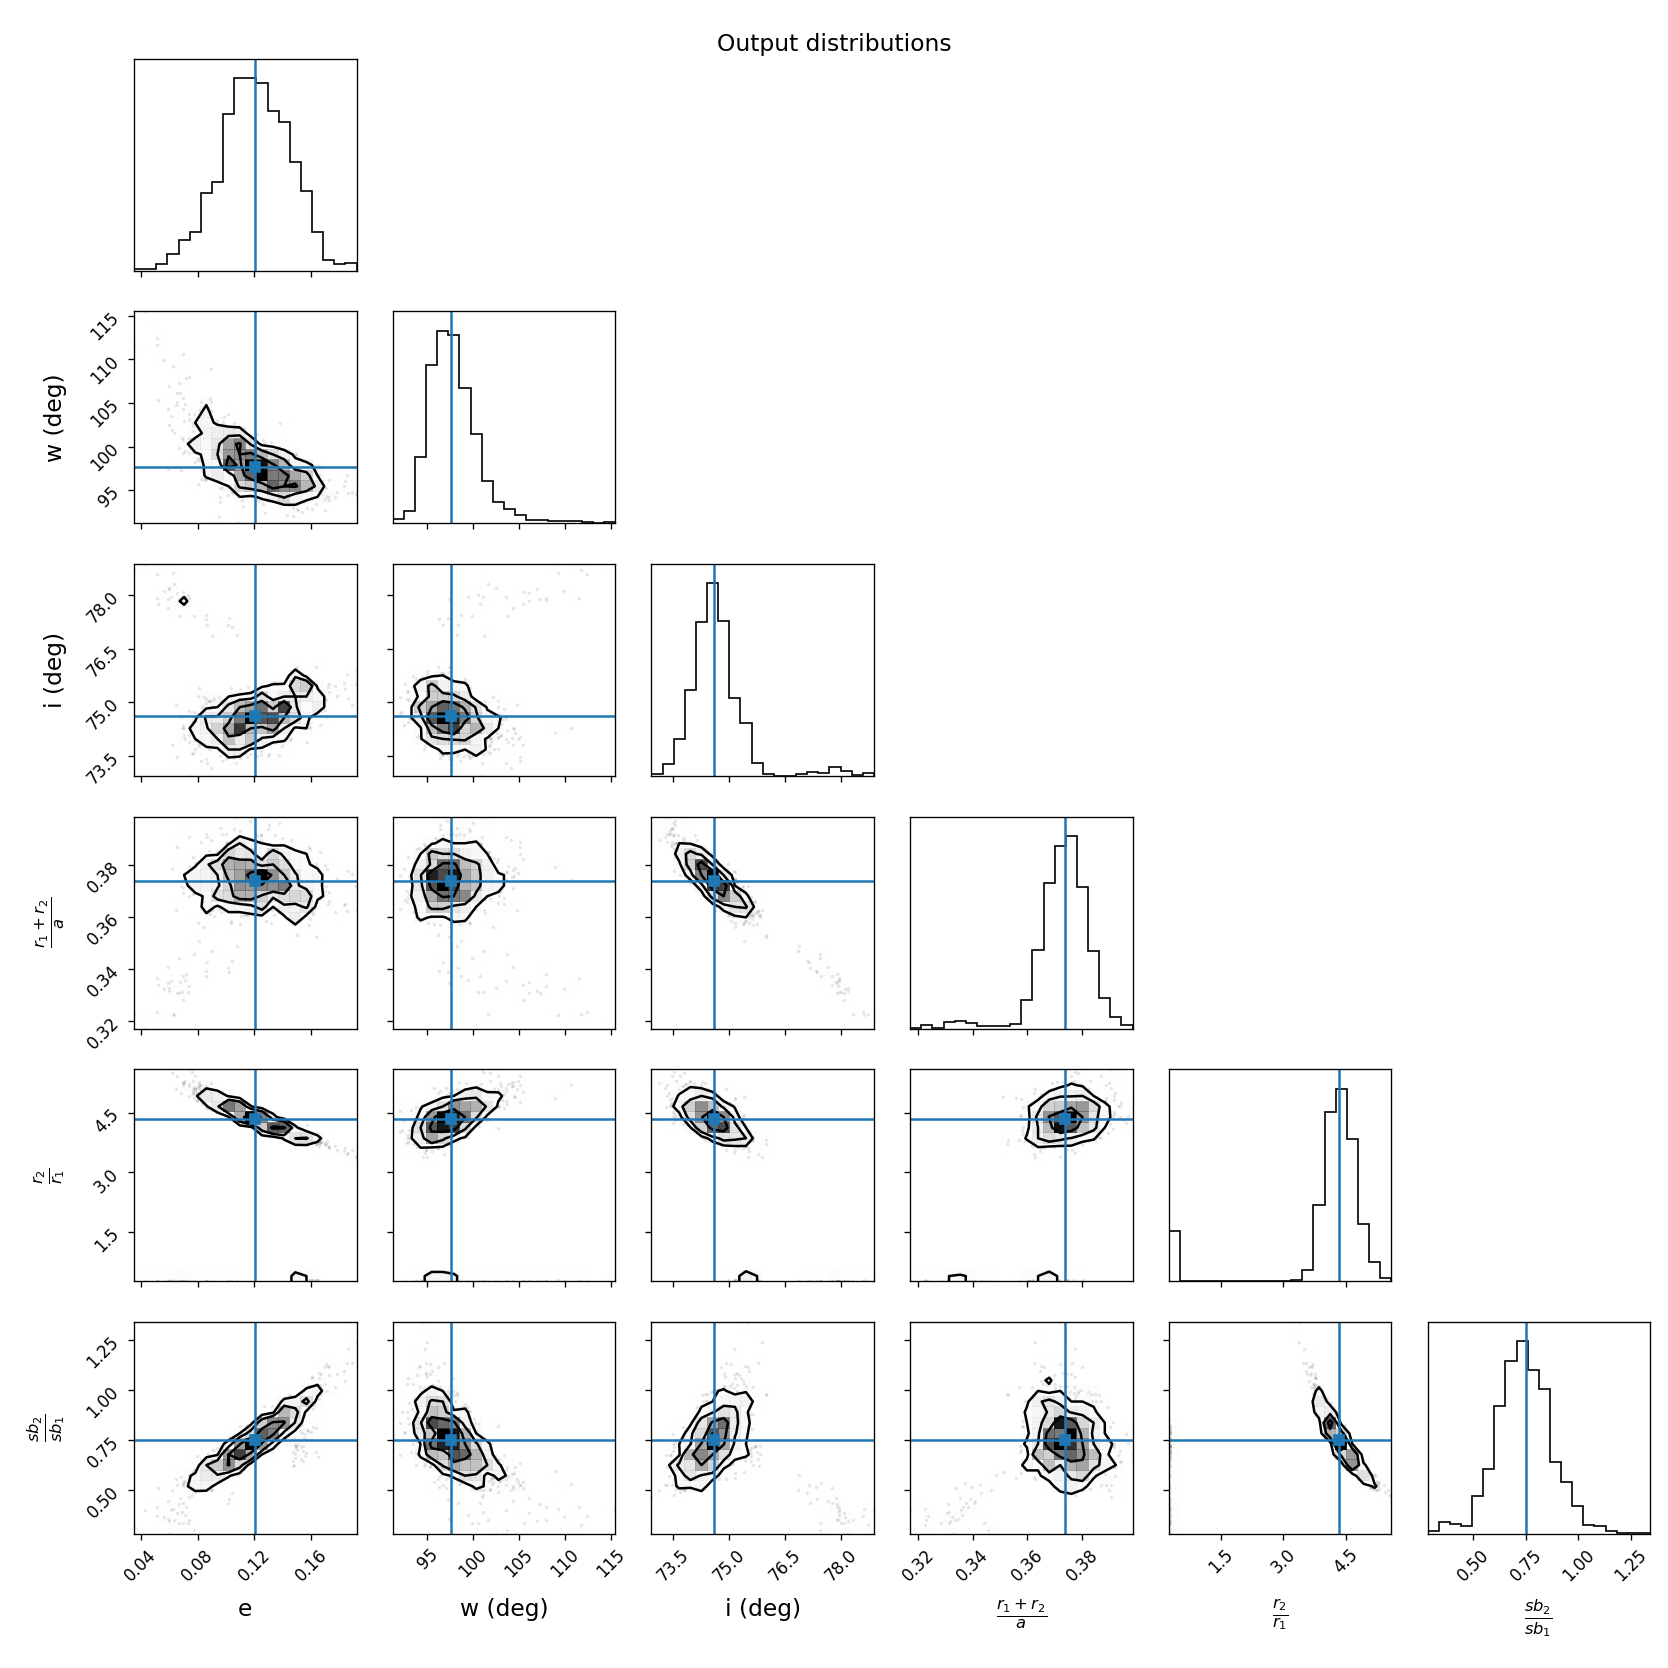 Output distributions
115
110
105
100
95
w (deg)
78.0
76.5
75.0
73.5
i (deg)
0.38
0.36
0.34
0.32
r₁ + r₂
a
4.5
3.0
1.5
r₂
r₁
1.25
1.00
0.75
0.50
sb₂
sb₁
0.04 0.08 0.12 0.16 95 100 105 110 115 73.5 75.0 76.5 78.0 0.32 0.34 0.36 0.38 1.5 3.0 4.5 0.50 0.75 1.00 1.25
e w (deg) i (deg)
r₁ + r₂
a
r₂
r₁
sb₂
sb₁